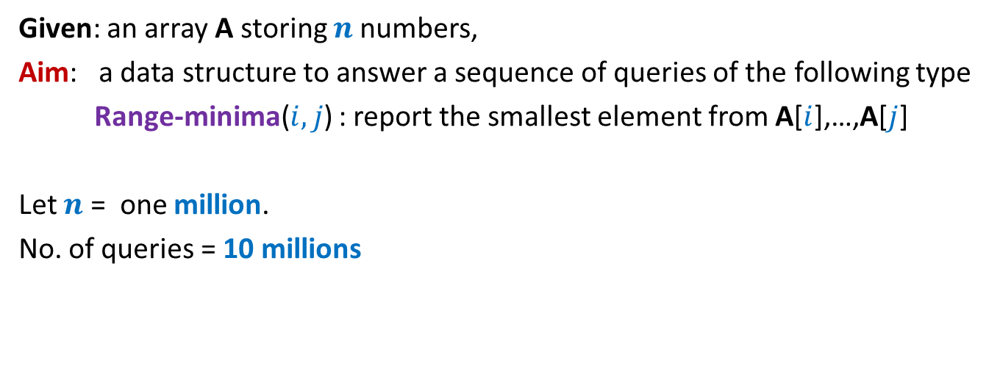 Given: an array A storing n numbers,
Aim: a data structure to answer a sequence of queries of the following type
Range-minima(i, j) : report the smallest element from A[i],…,A[j]
Let n = one million.
No. of queries = 10 millions